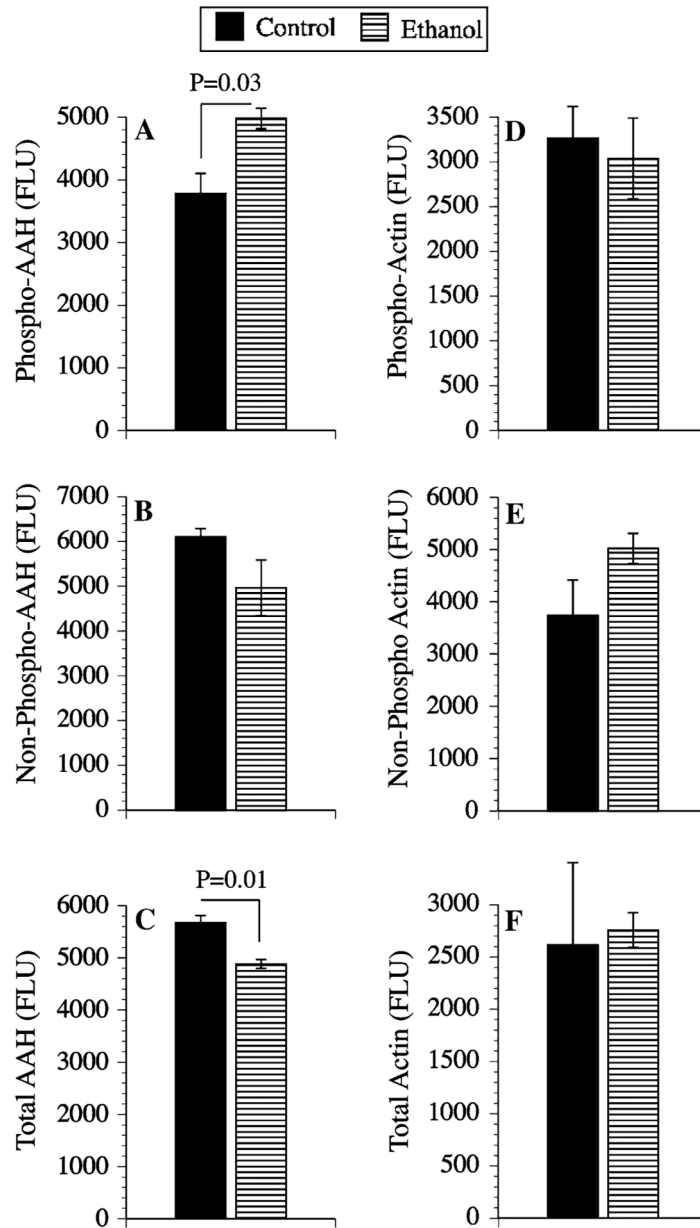 Control Ethanol
P=0.03
A
Phospho-AAH (FLU)
5000
4000
3000
2000
1000
0
D
Phospho-Actin (FLU)
3500
3000
2500
3500
1500
1000
500
0
B
Non-Phospho-AAH (FLU)
7000
6000
5000
4000
3000
2000
1000
0
E
Non-Phospho Actin (FLU)
6000
5000
4000
3000
2000
1000
0
P=0.01
C
Total AAH (FLU)
6000
5000
4000
3000
2000
1000
0
F
Total Actin (FLU)
3000
2500
2000
1500
1000
500
0